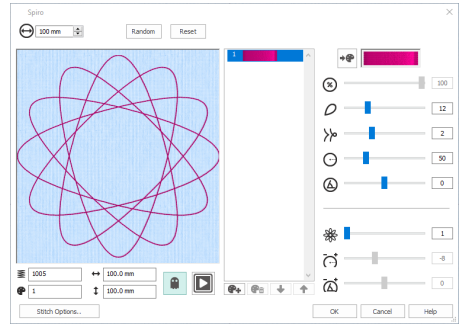 Spiro
100 mm Random Reset
1
100
12
2
50
0
1
-8
0
1005 100.0 mm
1 100.0 mm
Stitch Options... OK Cancel Help